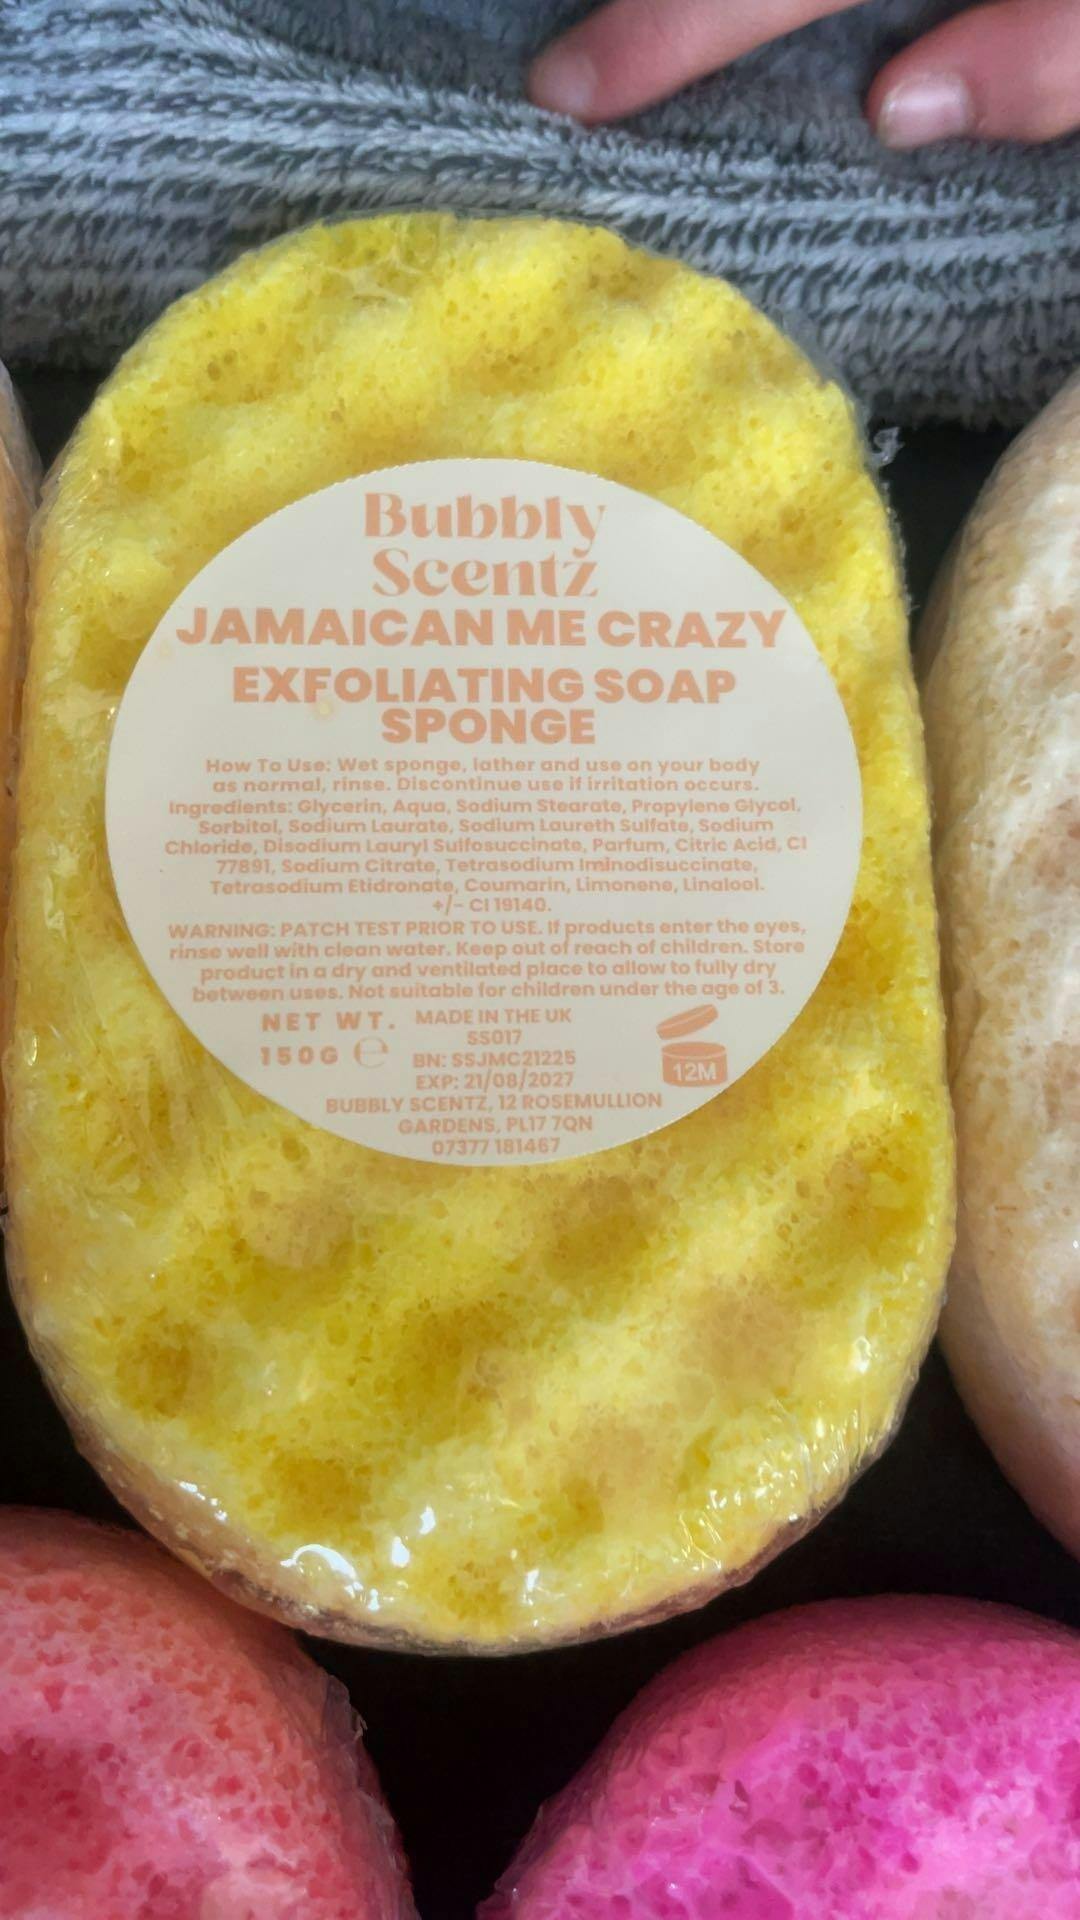 Bubbly
Scentz
JAMAICAN ME CRAZY
EXFOLIATING SOAP
SPONGE
How To Use: Wet sponge, lather and use on your body
as normal, rinse. Discontinue use if irritation occurs.
Ingredients: Glycerin, Aqua, Sodium Stearate, Propylene Glycol,
Sorbitol, Sodium Laurate, Sodium Laureth Sulfate, Sodium
Chloride, Disodium Lauryl Sulfosuccinate, Parfum, Citric Acid, CI
77891, Sodium Citrate, Tetrasodium Iminodisuccinate,
Tetrasodium Etidronate, Coumarin, Limonene, Linalool.
+/- CI 19140.
WARNING: PATCH TEST PRIOR TO USE. If products enter the eyes,
rinse well with clean water. Keep out of reach of children. Store
product in a dry and ventilated place to allow to fully dry
between uses. Not suitable for children under the age of 3.
NET WT.
150G ℮
MADE IN THE UK
SS017
BN: SSJMC21225
EXP: 21/08/2027
12M
BUBBLY SCENTZ, 12 ROSEMULLION
GARDENS, PL17 7QN
07377 181467